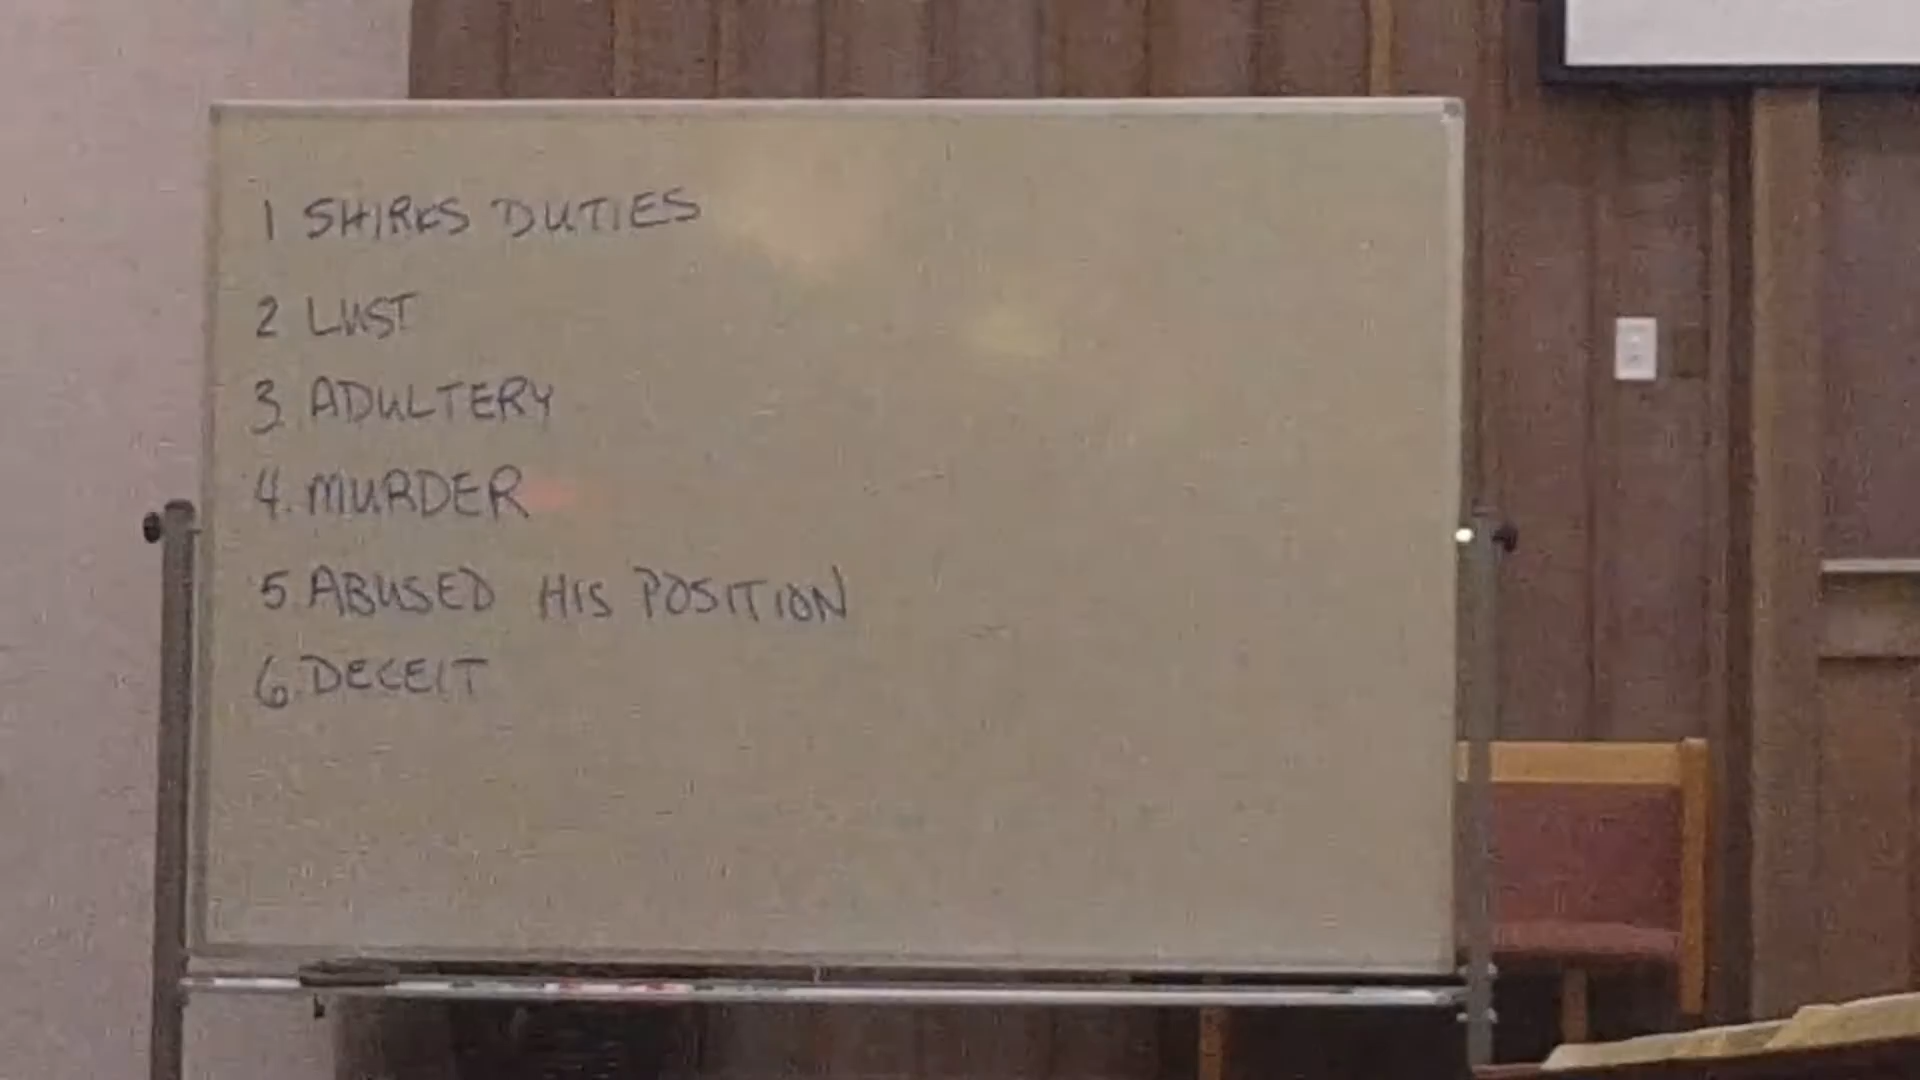 1 SHIRKS DUTIES
2 LUST
3. ADULTERY
4. MURDER
5. ABUSED HIS POSITION
6. DECEIT